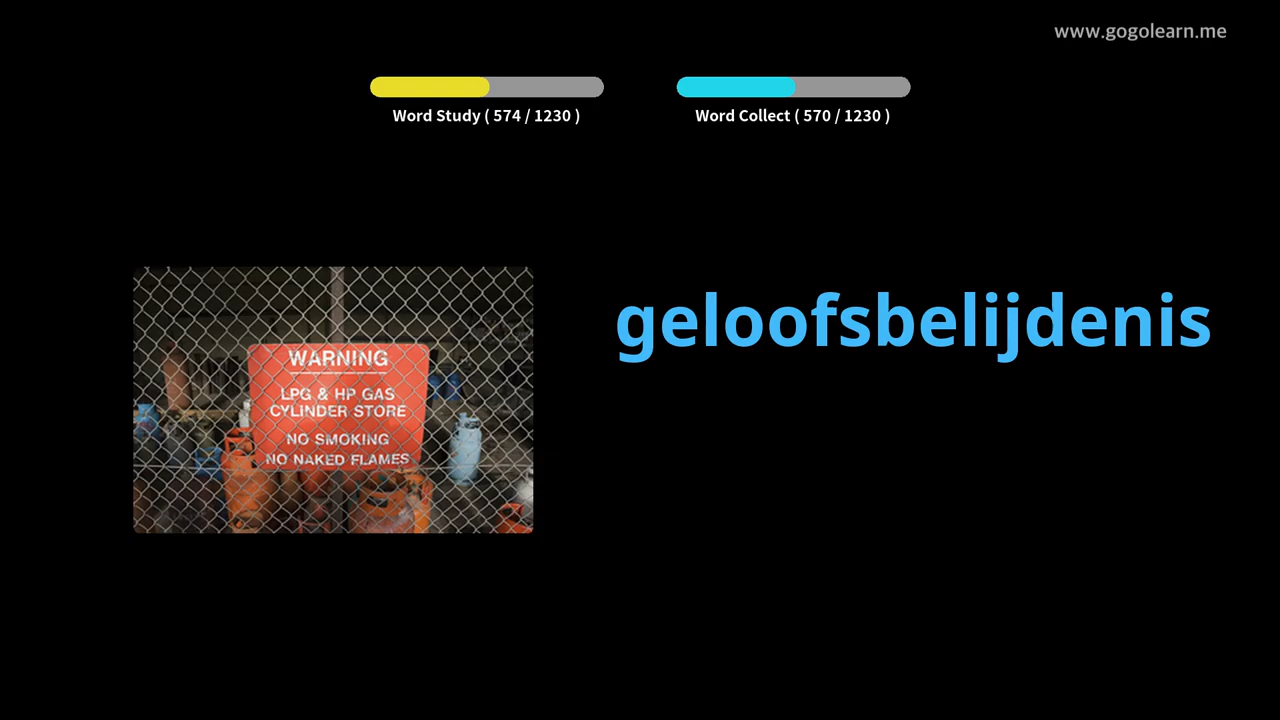 www.gogolearn.me
Word Study ( 574 / 1230 )
Word Collect ( 570 / 1230 )
geloofsbelijdenis
WARNING
LPG & HP GAS
CYLINDER STORE
NO SMOKING
NO NAKED FLAMES